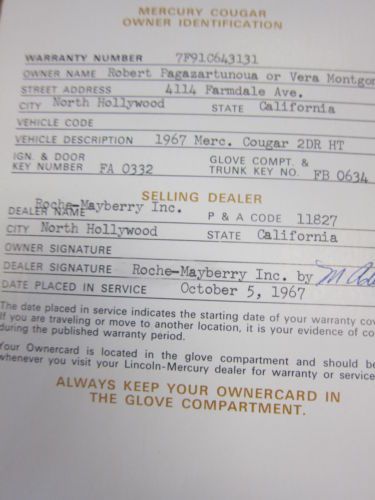 MERCURY COUGAR
OWNER IDENTIFICATION
WARRANTY NUMBER 7F91C643131
OWNER NAME Robert Pagazartunoua or Vera Montgo
STREET ADDRESS 4114 Farmdale Ave.
CITY North Hollywood STATE California
VEHICLE CODE
VEHICLE DESCRIPTION 1967 Merc. Cougar 2DR HT
IGN. & DOOR KEY NUMBER FA 0332 GLOVE COMPT. & TRUNK KEY NO. FB 0634
SELLING DEALER
DEALER NAME Roche-Mayberry Inc. P & A CODE 11827
CITY North Hollywood STATE California
OWNER SIGNATURE
DEALER SIGNATURE Roche-Mayberry Inc. by
DATE PLACED IN SERVICE October 5, 1967
The date placed in service indicates the starting date of your warranty cov
If you are traveling or move to another location, it is your evidence of co
during the published warranty period.
Your Ownercard is located in the glove compartment and should be
whenever you visit your Lincoln-Mercury dealer for warranty or service
ALWAYS KEEP YOUR OWNERCARD IN
THE GLOVE COMPARTMENT.